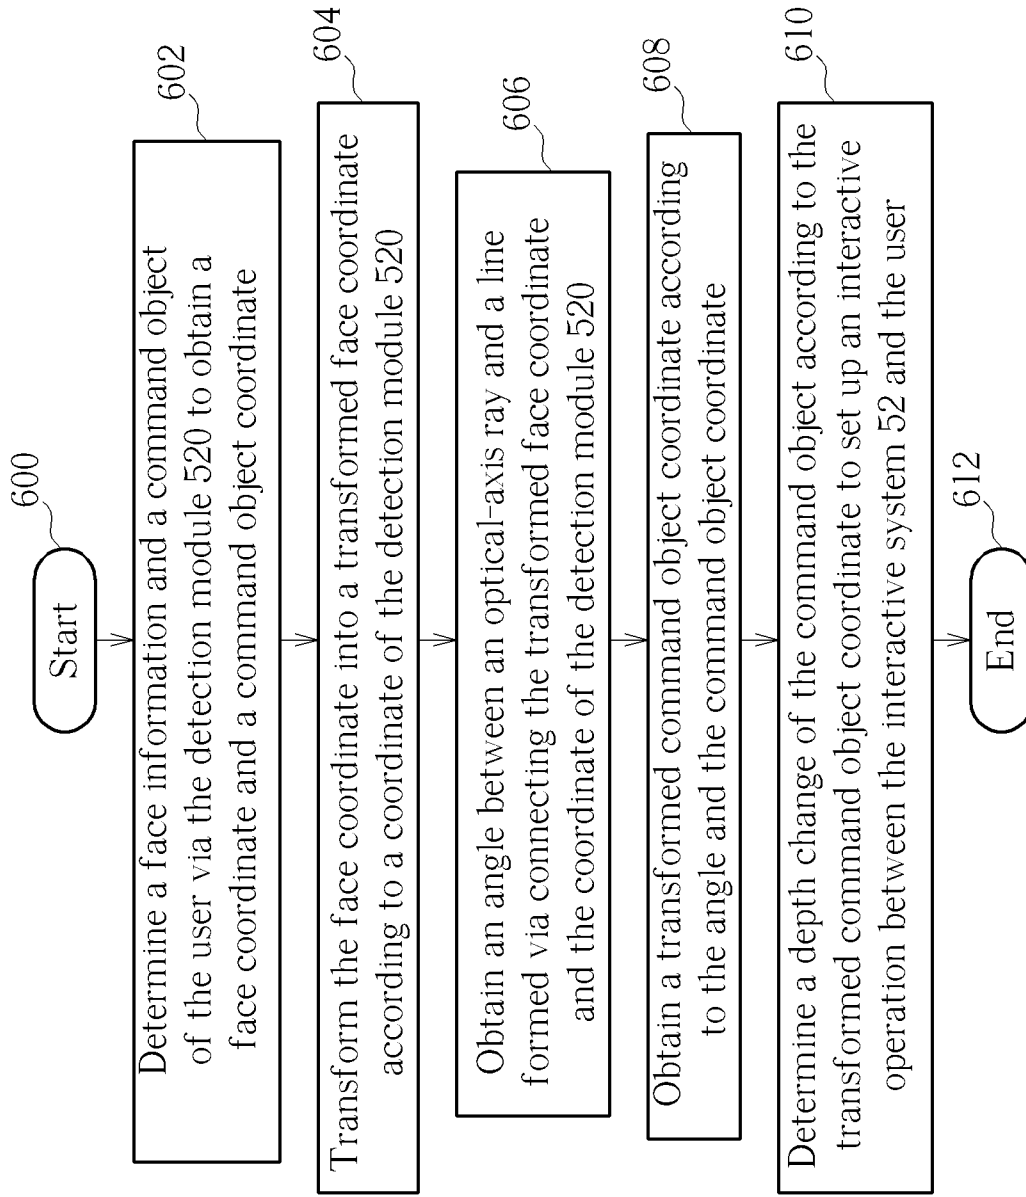 600
Start
602
Determine a face information and a command object
of the user via the detection module 520 to obtain a
face coordinate and a command object coordinate
604
Transform the face coordinate into a transformed face coordinate
according to a coordinate of the detection module 520
606
Obtain an angle between an optical-axis ray and a line
formed via connecting the transformed face coordinate
and the coordinate of the detection module 520
608
Obtain a transformed command object coordinate according
to the angle and the command object coordinate
610
Determine a depth change of the command object according to the
transformed command object coordinate to set up an interactive
operation between the interactive system 52 and the user
612
End